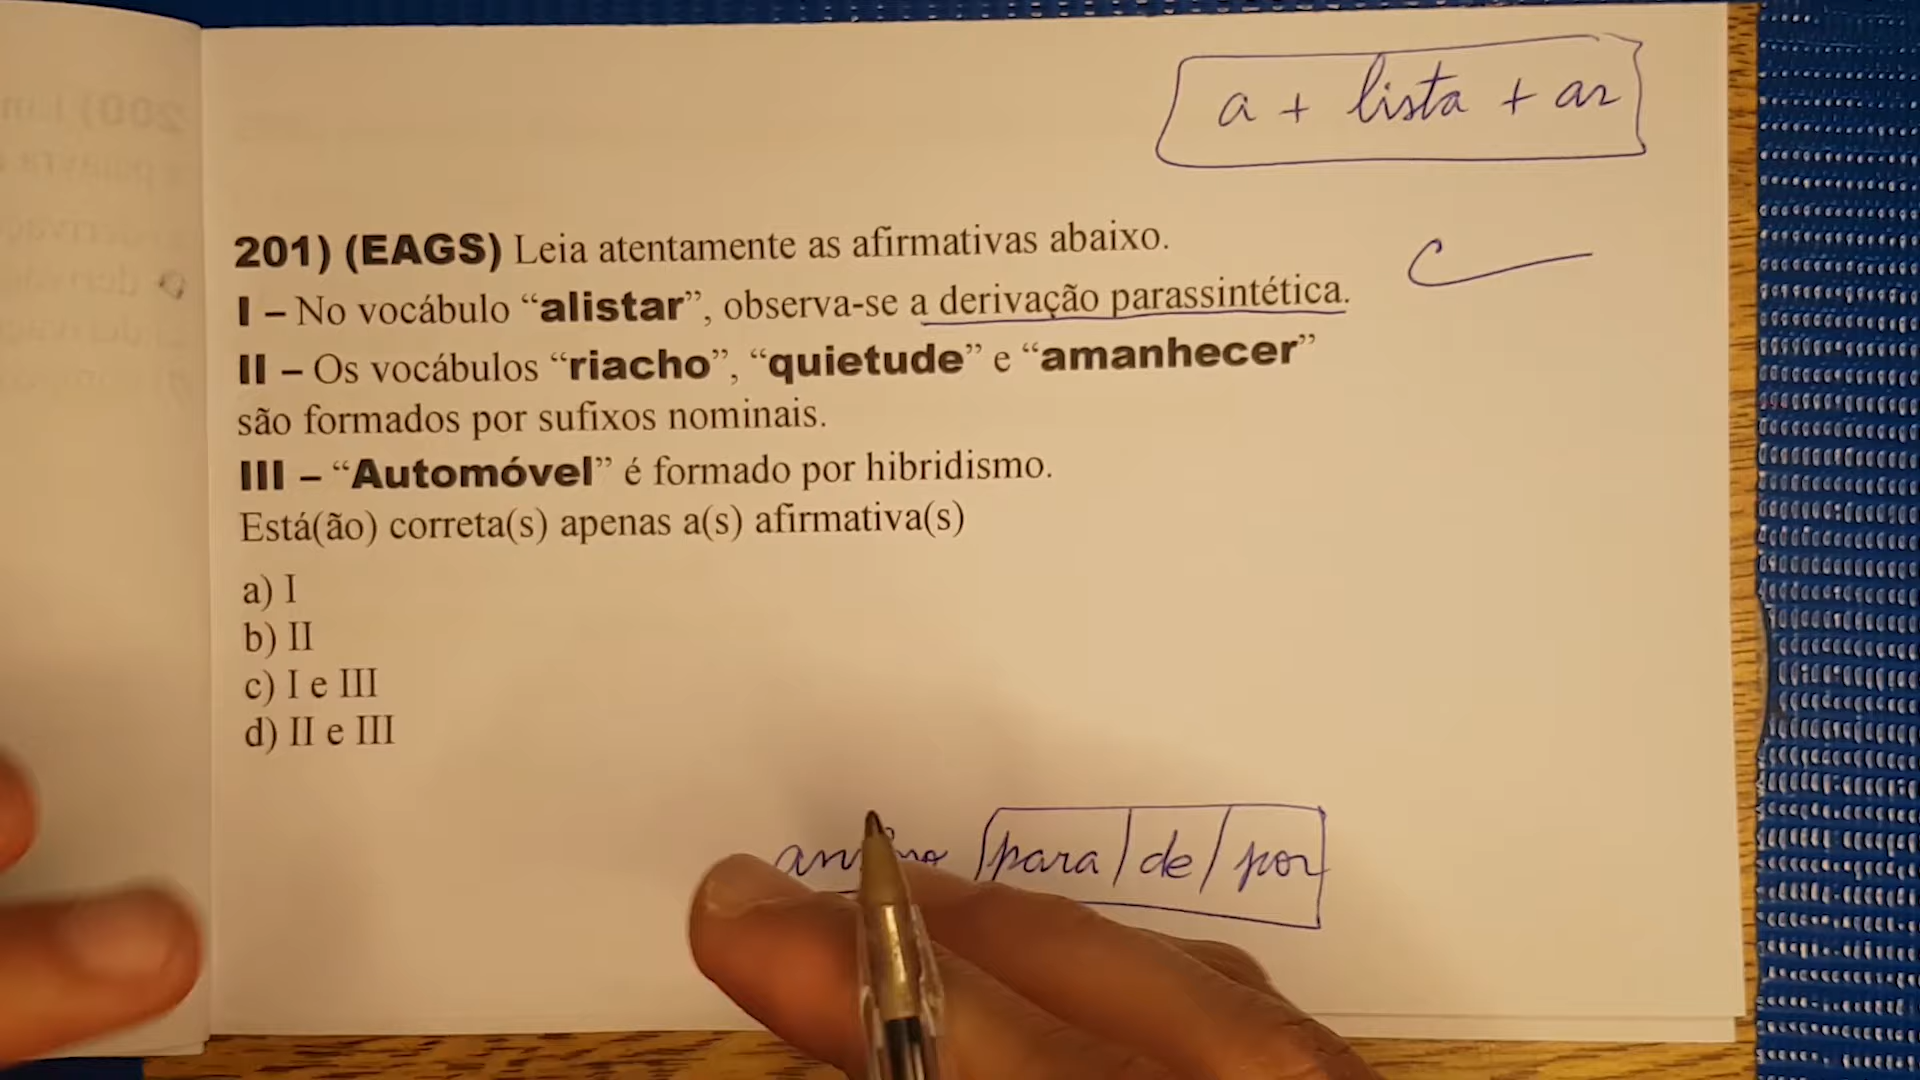 a + lista + ar
201) (EAGS) Leia atentamente as afirmativas abaixo.
I – No vocábulo “alistar”, observa-se a derivação parassintética.
II – Os vocábulos “riacho”, “quietude” e “amanhecer”
são formados por sufixos nominais.
III – “Automóvel” é formado por hibridismo.
Está(ão) correta(s) apenas a(s) afirmativa(s)
a) I
b) II
c) I e III
d) II e III
para / de / por